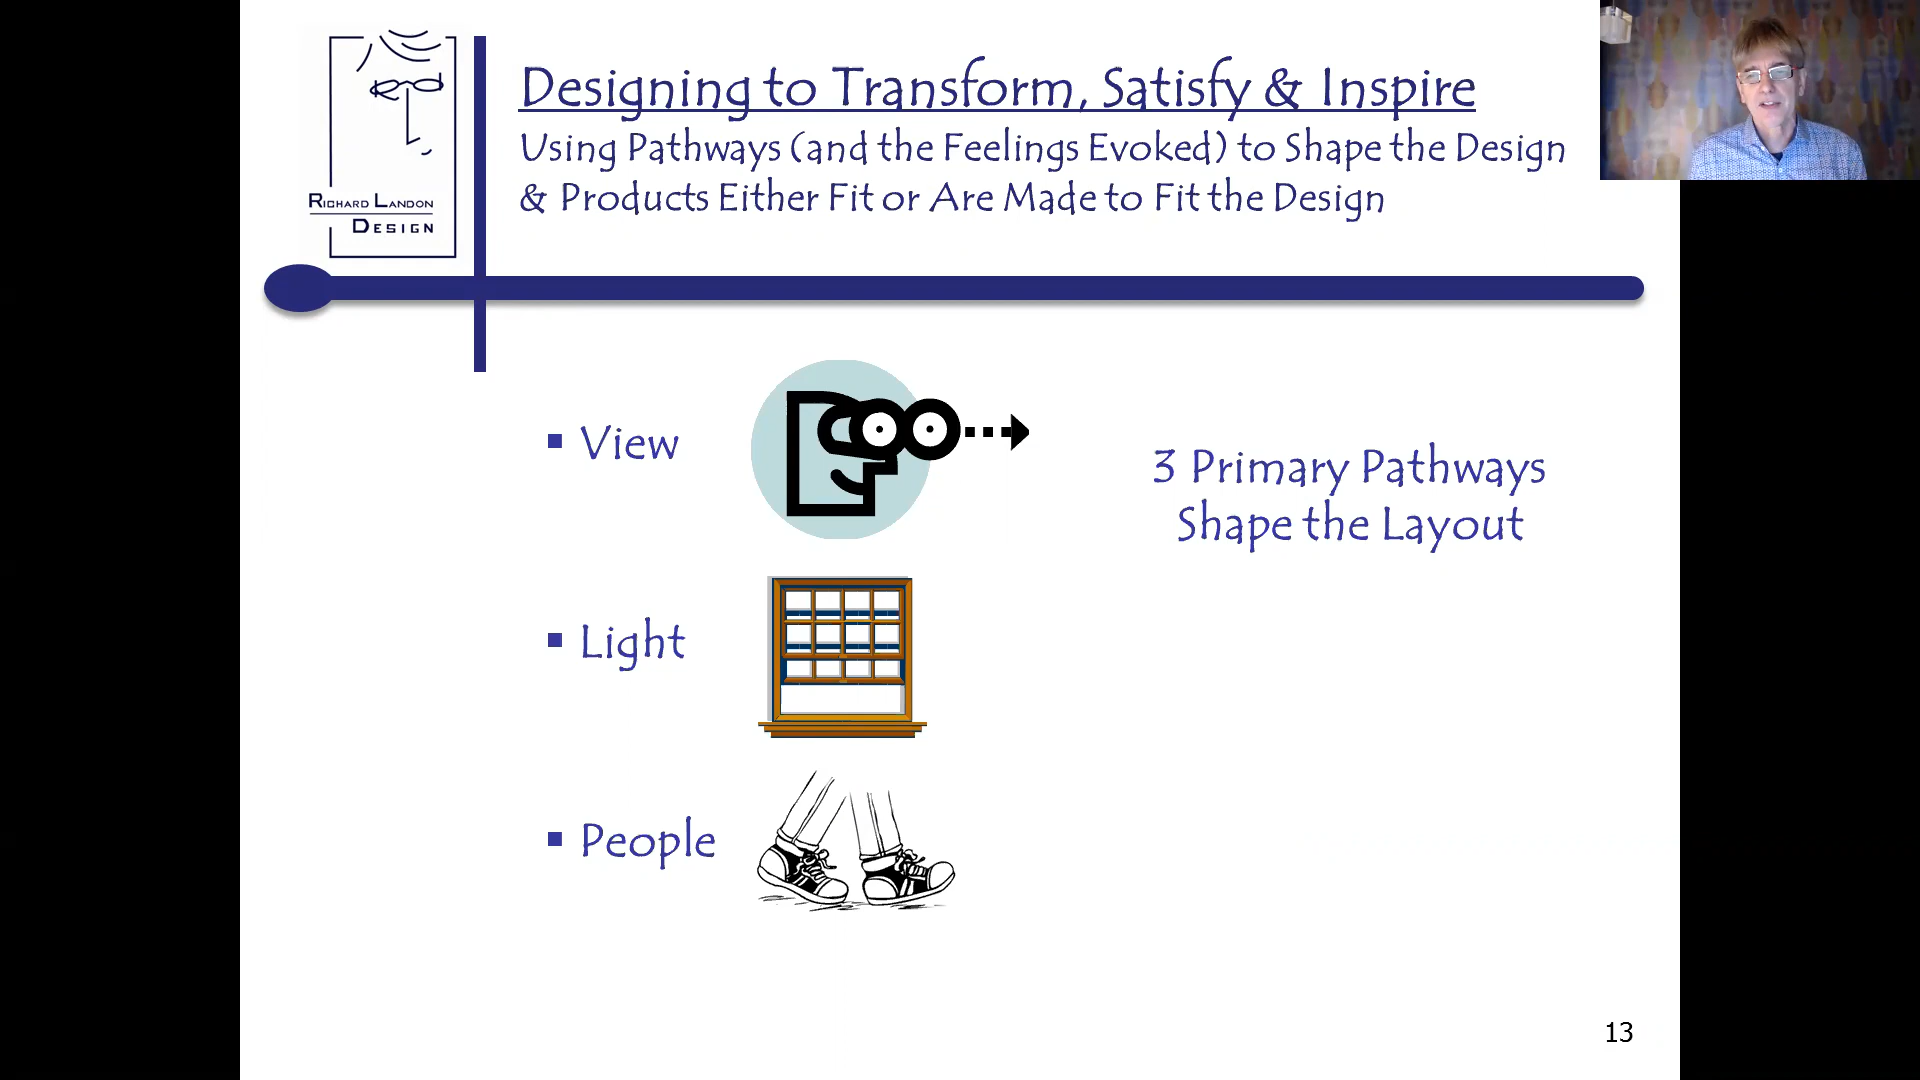 Richard Landon
Design
Designing to Transform, Satisfy & Inspire
Using Pathways (and the Feelings Evoked) to Shape the Design
& Products Either Fit or Are Made to Fit the Design
View
3 Primary Pathways
Shape the Layout
Light
People
13